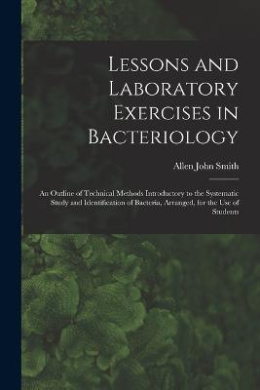 Lessons and
Laboratory
Exercises in
Bacteriology
Allen John Smith
An Outline of Technical Methods Introductory to the Systematic
Study and Identification of Bacteria, Arranged, for the Use of
Students